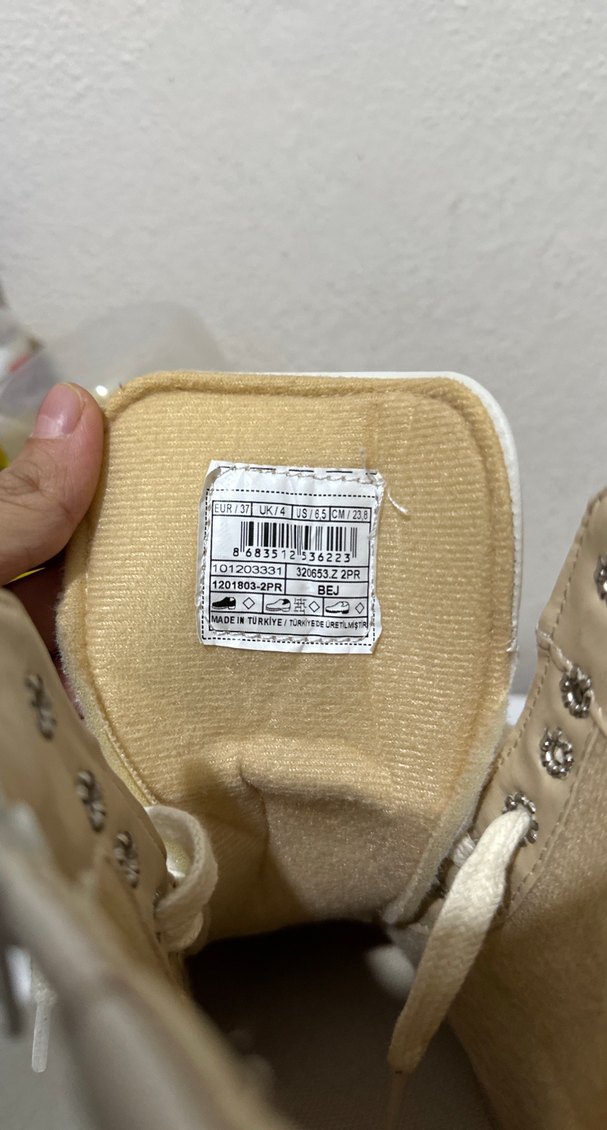 EUR / 37 UK / 4 US / 6,5 CM / 23,8
8 683512 536223
101203331 320653.Z 2PR
1201803-2PR BEJ
MADE IN TURKİYE / TÜRKİYE'DE ÜRETİLMİŞTİR